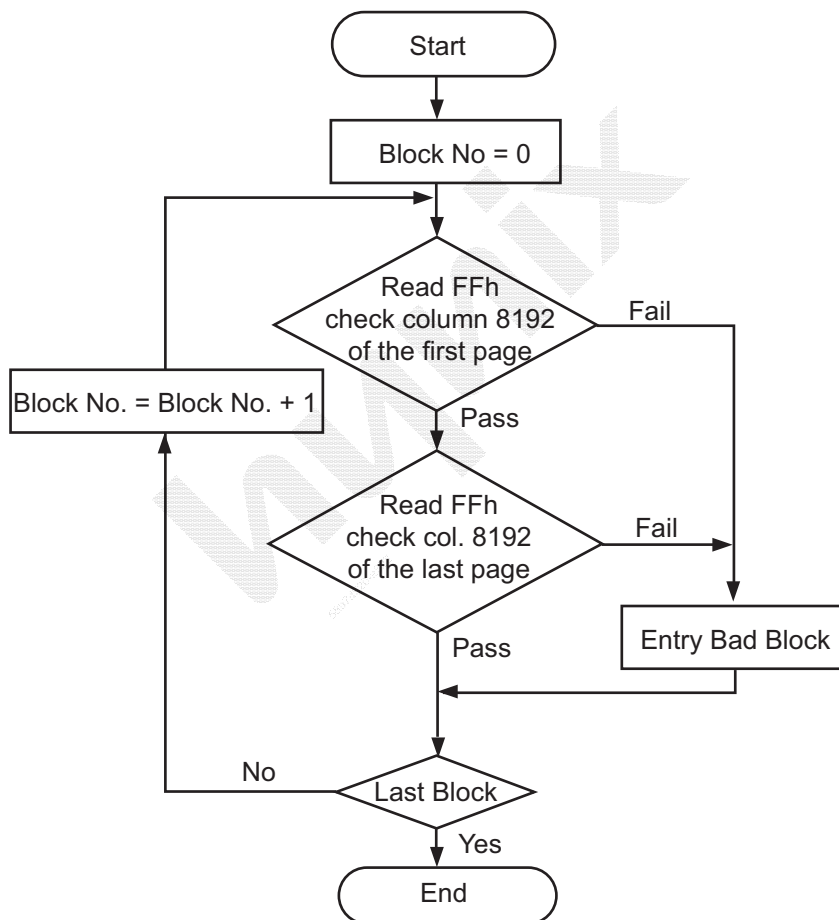 Start
Block No = 0
Read FFh
check column 8192
of the first page
Fail
Block No. = Block No. + 1
Pass
Read FFh
check col. 8192
of the last page
Fail
Pass
Entry Bad Block
No
Last Block
Yes
End
hynix